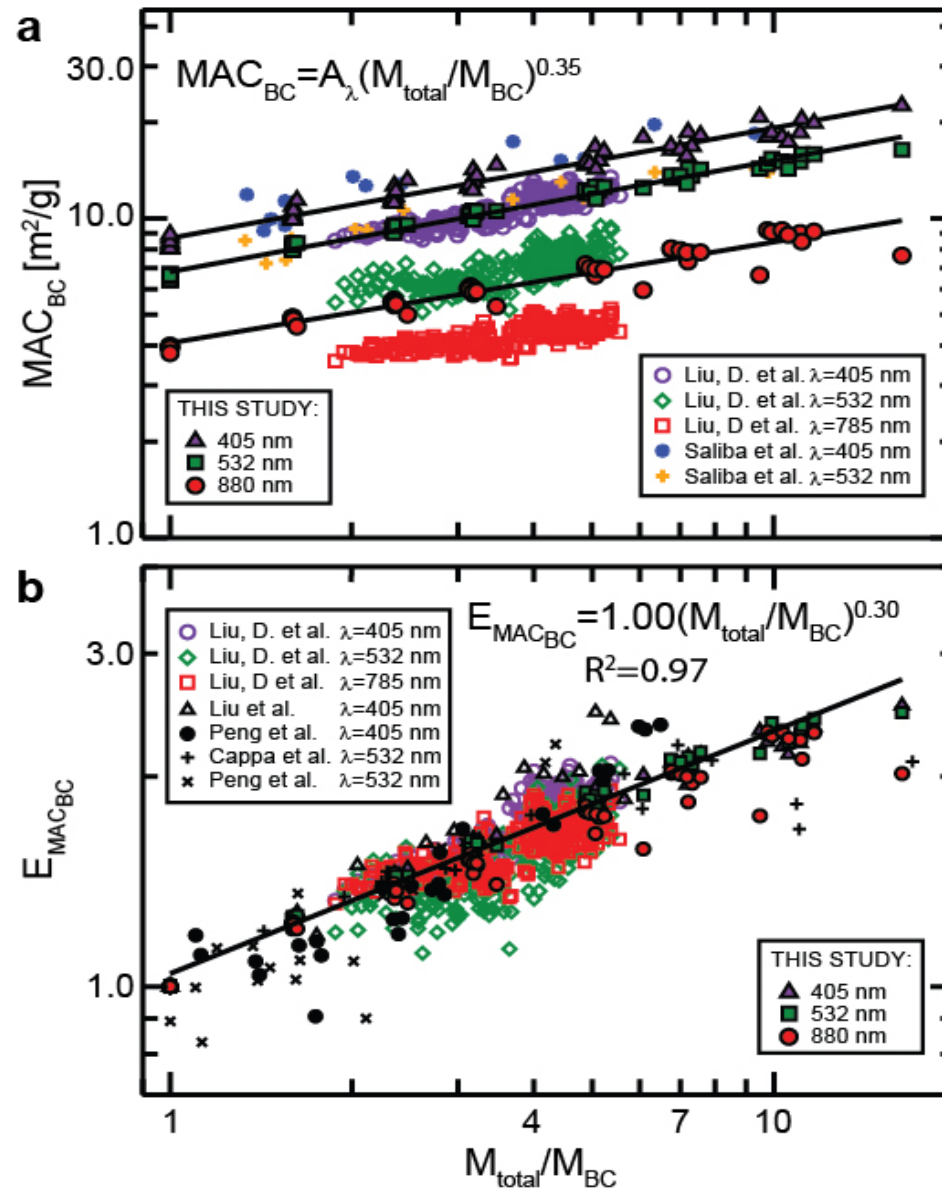 a
MAC_BC=A_λ(M_total/M_BC)^0.35
30.0
10.0
1.0
MAC_BC [m²/g]
THIS STUDY:
405 nm
532 nm
880 nm
Liu, D. et al. λ=405 nm
Liu, D. et al. λ=532 nm
Liu, D et al. λ=785 nm
Saliba et al. λ=405 nm
Saliba et al. λ=532 nm
b
Liu, D. et al. λ=405 nm
Liu, D. et al. λ=532 nm
Liu, D et al. λ=785 nm
Liu et al. λ=405 nm
Peng et al. λ=405 nm
Cappa et al. λ=532 nm
Peng et al. λ=532 nm
E_MAC_BC=1.00(M_total/M_BC)^0.30
R²=0.97
3.0
1.0
E_MAC_BC
THIS STUDY:
405 nm
532 nm
880 nm
1 2 4 7 10
M_total/M_BC